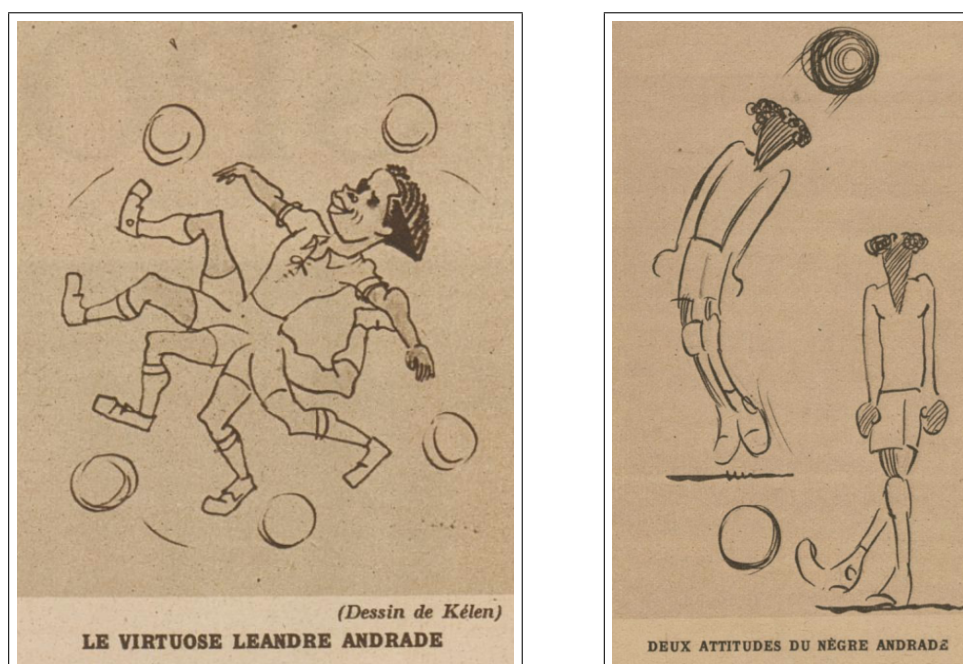 (Dessin de Kélen)
LE VIRTUOSE LEANDRE ANDRADE
DEUX ATTITUDES DU NÈGRE ANDRADE